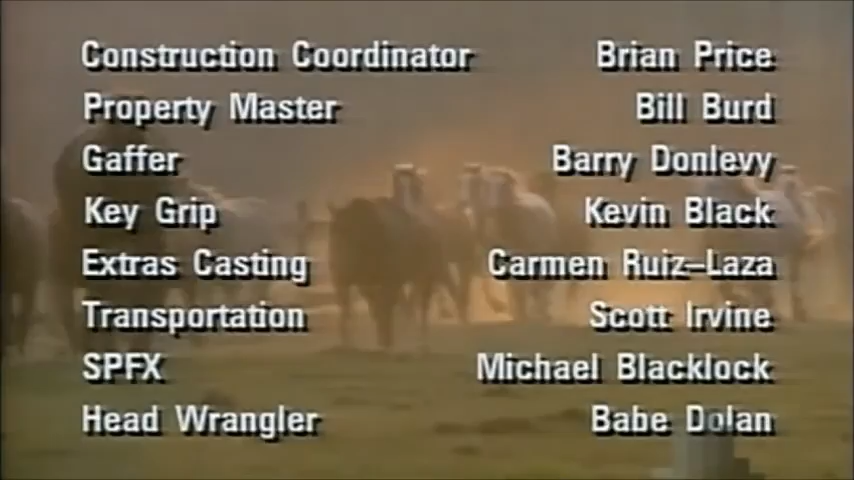 Construction Coordinator Brian Price
Property Master Bill Burd
Gaffer Barry Donlevy
Key Grip Kevin Black
Extras Casting Carmen Ruiz-Laza
Transportation Scott Irvine
SPFX Michael Blacklock
Head Wrangler Babe Dolan